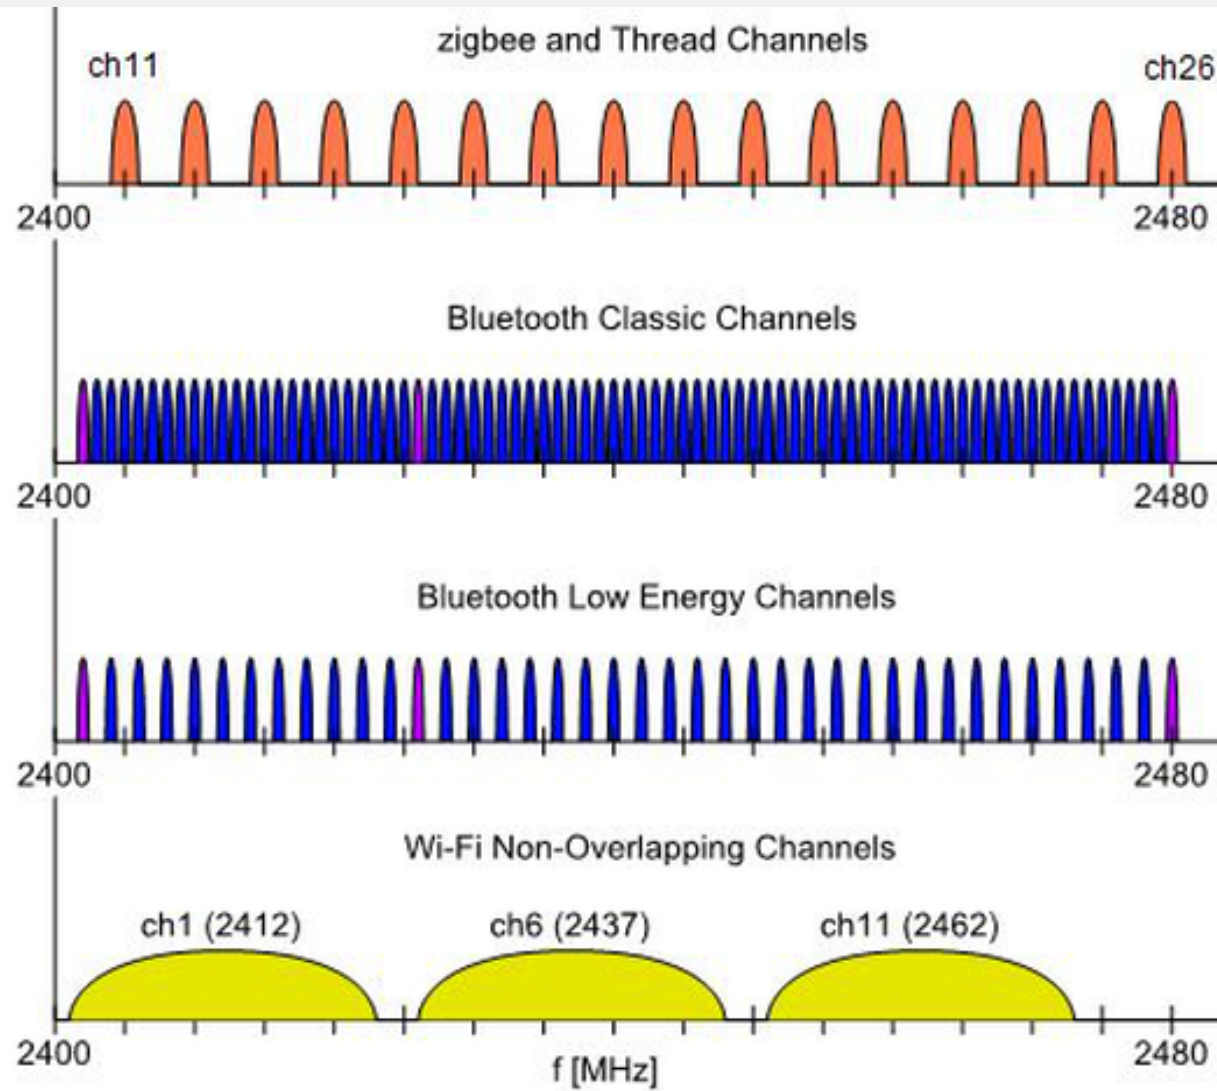 zigbee and Thread Channels
ch11
ch26
2400
2480
Bluetooth Classic Channels
2400
2480
Bluetooth Low Energy Channels
2400
2480
Wi-Fi Non-Overlapping Channels
ch1 (2412)
ch6 (2437)
ch11 (2462)
2400
f [MHz]
2480